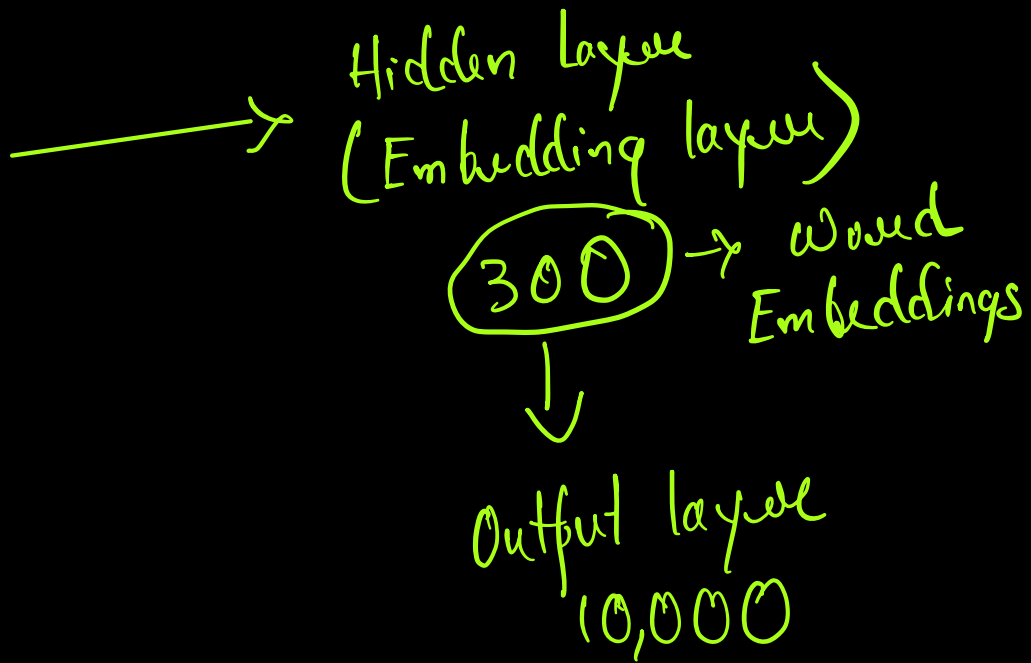 Hidden Layer
(Embedding layer)
300 → Word
Embeddings
Output layer
10,000